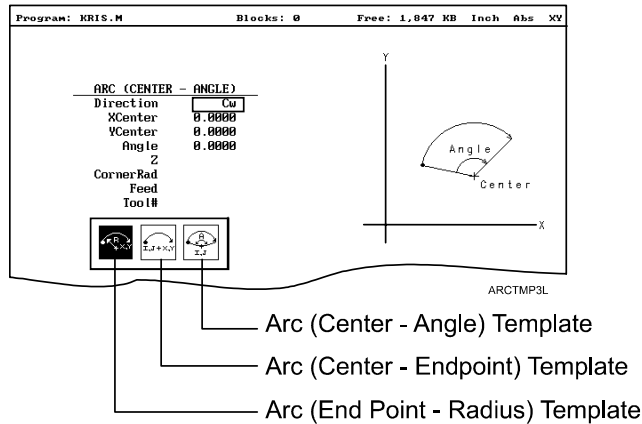 Program: KRIS.M Blocks: 0 Free: 1,847 KB Inch Abs XY
ARC (CENTER - ANGLE)
Direction Cw
XCenter 0.0000
YCenter 0.0000
Angle 0.0000
Z
CornerRad
Feed
Tool#
Y
Angle
Center
X
R X,Y
I,J+X,Y
A I,J
ARCTMP3L
Arc (Center - Angle) Template
Arc (Center - Endpoint) Template
Arc (End Point - Radius) Template